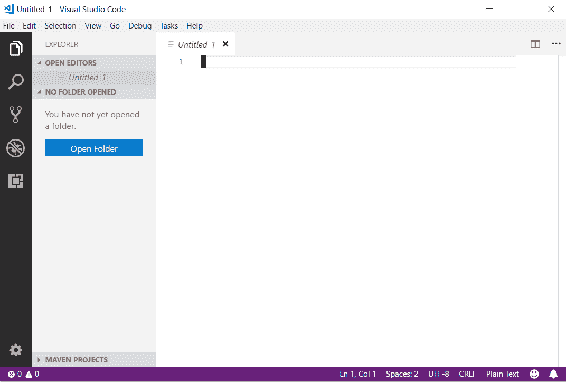 Untitled-1 - Visual Studio Code
File Edit Selection View Go Debug Tasks Help
EXPLORER
Untitled-1
OPEN EDITORS
1
Untitled-1
NO FOLDER OPENED
You have not yet opened
a folder.
Open Folder
MAVEN PROJECTS
0 0 Ln 1, Col 1 Spaces: 2 UTF-8 CRLF Plain Text